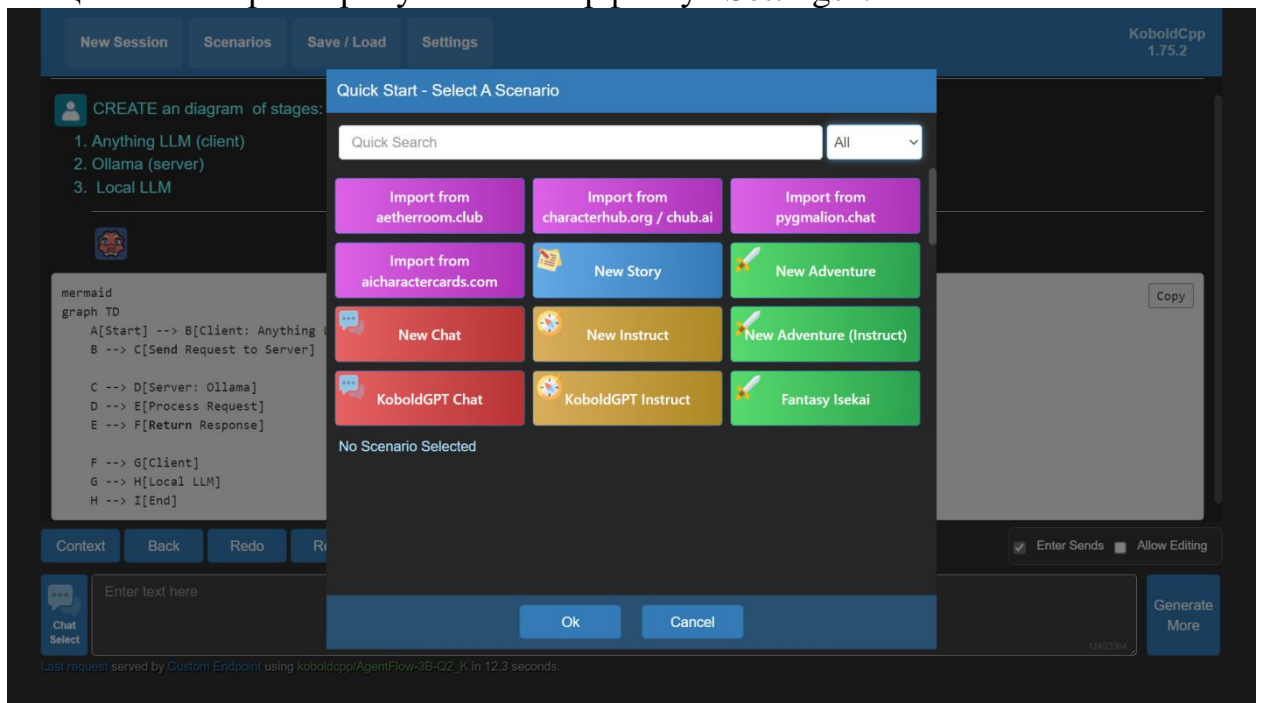 New Session Scenarios Save / Load Settings KoboldCpp
1.75.2
Quick Start - Select A Scenario
CREATE an diagram of stages:
1. Anything LLM (client)
2. Ollama (server)
3. Local LLM
Quick Search All
Import from
aetherroom.club
Import from
characterhub.org / chub.ai
Import from
pygmalion.chat
Import from
aicharactercards.com
New Story
New Adventure
New Chat
New Instruct
New Adventure (Instruct)
KoboldGPT Chat
KoboldGPT Instruct
Fantasy Isekai
No Scenario Selected
Ok Cancel
mermaid
Copy
graph TD
A[Start] --> B[Client: Anything
B --> C[Send Request to Server]
C --> D[Server: Ollama]
D --> E[Process Request]
E --> F[Return Response]
F --> G[Client]
G --> H[Local LLM]
H --> I[End]
Context Back Redo
Enter Sends Allow Editing
Enter text here
Chat
Select
Generate
More
Last request served by Custom Endpoint using koboldcpp/AgentFlow-3B-Q2_K in 12.3 seconds.